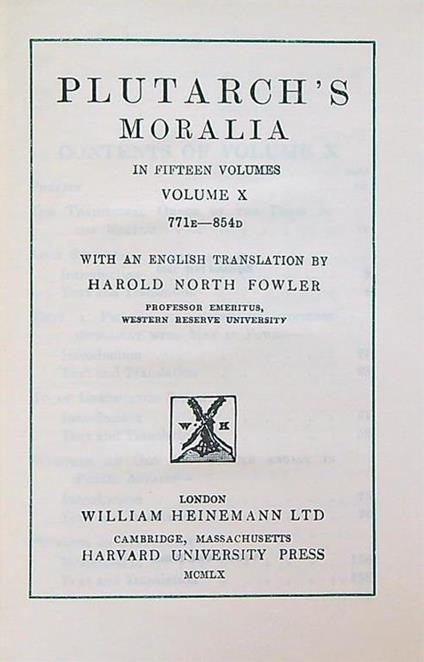 PLUTARCH'S
MORALIA
IN FIFTEEN VOLUMES
VOLUME X
771E—854D
WITH AN ENGLISH TRANSLATION BY
HAROLD NORTH FOWLER
PROFESSOR EMERITUS,
WESTERN RESERVE UNIVERSITY
W H
LONDON
WILLIAM HEINEMANN LTD
CAMBRIDGE, MASSACHUSETTS
HARVARD UNIVERSITY PRESS
MCMLX